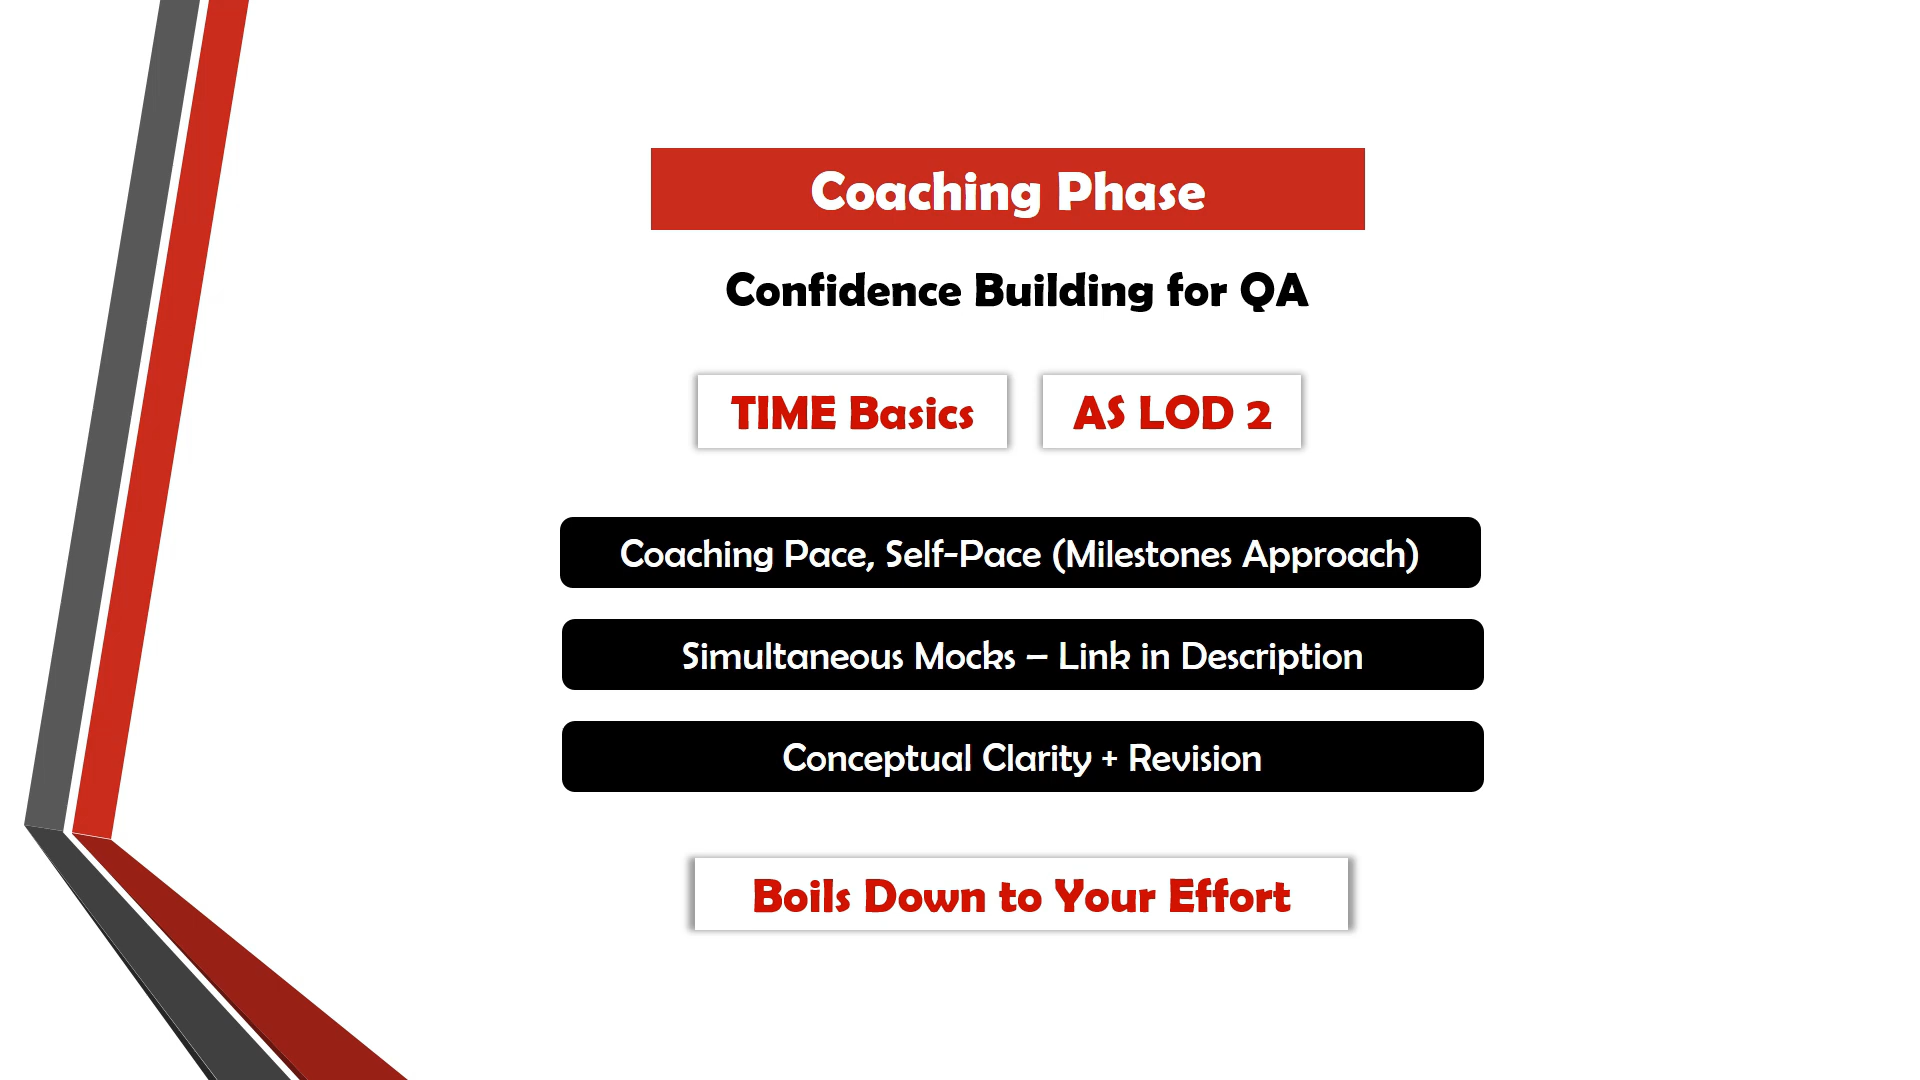 Coaching Phase
Confidence Building for QA
TIME Basics
AS LOD 2
Coaching Pace, Self-Pace (Milestones Approach)
Simultaneous Mocks – Link in Description
Conceptual Clarity + Revision
Boils Down to Your Effort